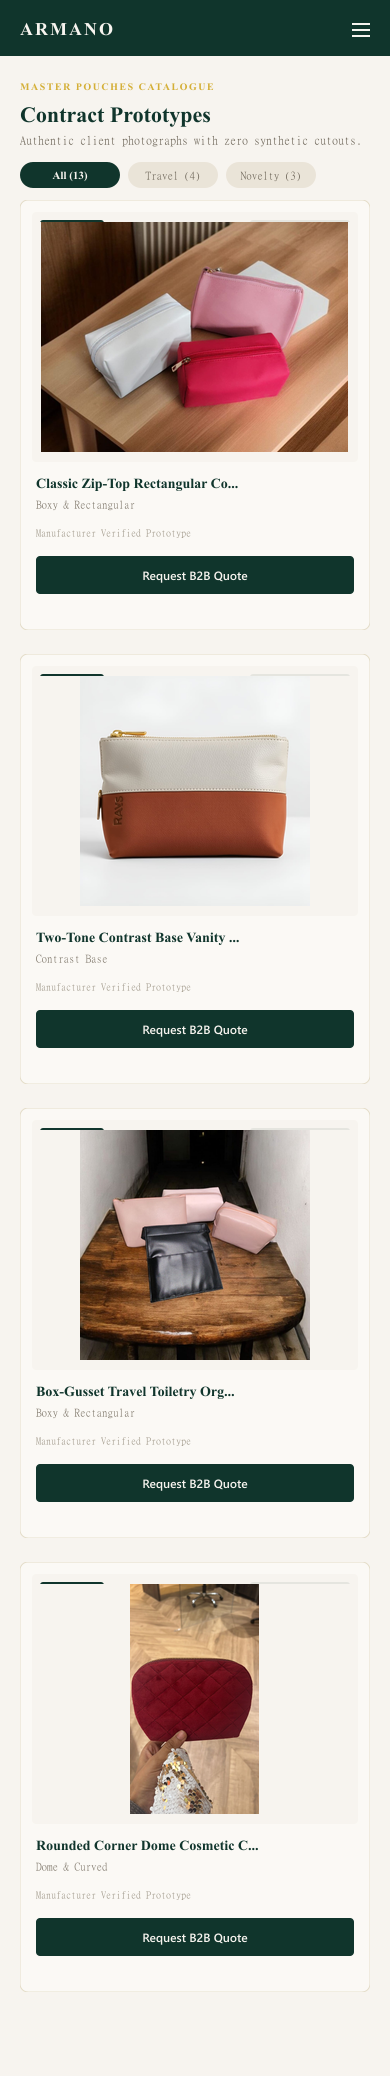 ARMANO
MASTER POUCHES CATALOGUE
Contract Prototypes
Authentic client photographs with zero synthetic cutouts.
All (13)
Travel (4)
Novelty (3)
Classic Zip-Top Rectangular Co...
Boxy & Rectangular
Manufacturer Verified Prototype
Request B2B Quote
RAYS
Two-Tone Contrast Base Vanity ...
Contrast Base
Manufacturer Verified Prototype
Request B2B Quote
Box-Gusset Travel Toiletry Org...
Boxy & Rectangular
Manufacturer Verified Prototype
Request B2B Quote
Rounded Corner Dome Cosmetic C...
Dome & Curved
Manufacturer Verified Prototype
Request B2B Quote